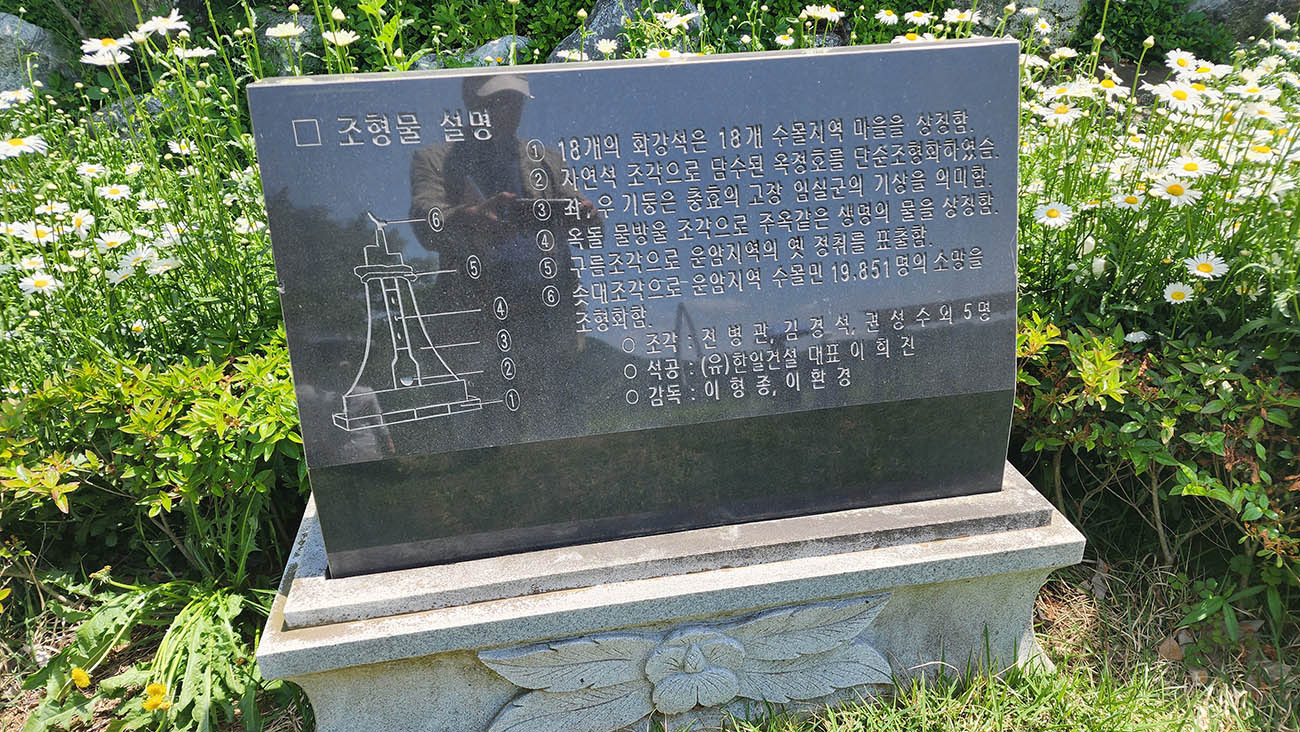 □ 조형물 설명
① 18개의 화강석은 18개 수몰지역 마을을 상징함.
② 자연석 조각으로 담수된 옥정호를 단순조형화하였슴.
③ 좌, 우 기둥은 충효의 고장 임실군의 기상을 의미함.
④ 옥돌 물방울 조각으로 주옥같은 생명의 물을 상징함.
⑤ 구름조각으로 운암지역의 옛 정취를 표출함.
⑥ 솟대조각으로 운암지역 수몰민 19,851명의 소망을
조형화함.
○ 조각 : 진병관, 김경석, 권성수외 5명
○ 석공 : (유)한일건설 대표 이희진
○ 감독 : 이형종, 이환경
⑥
⑤
④
③
②
①